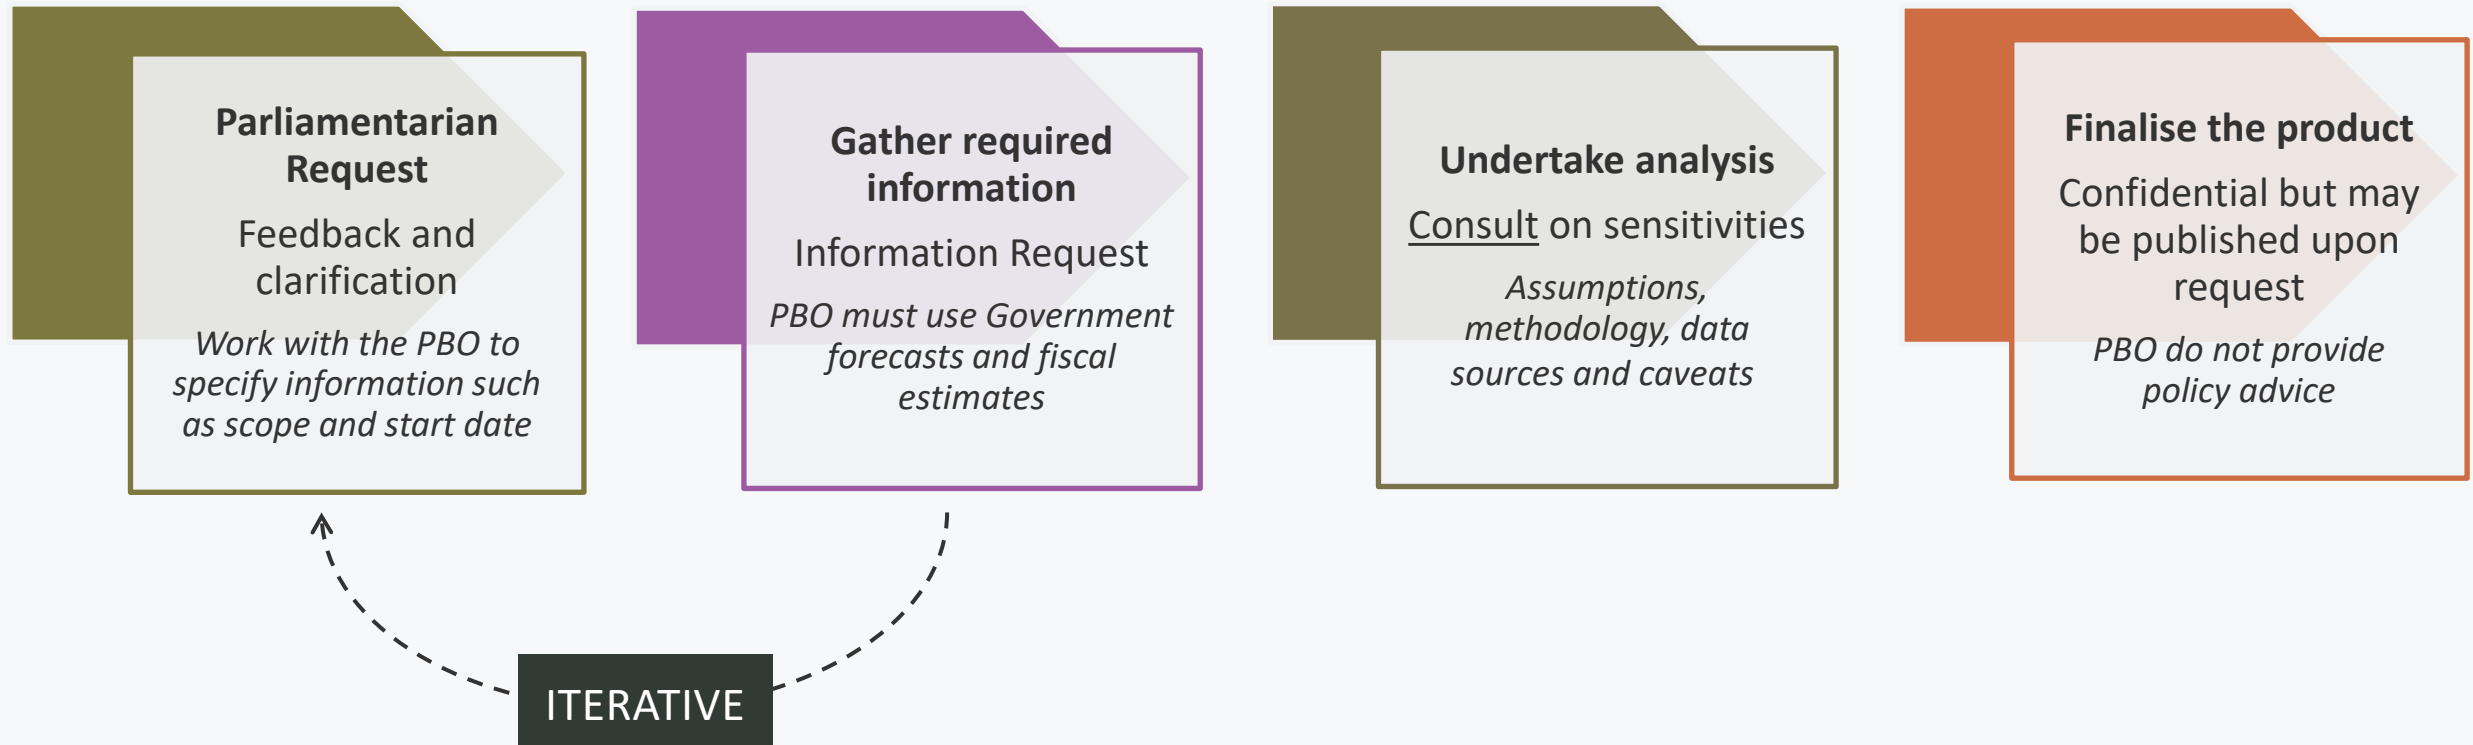 Parliamentarian
Request
Feedback and
clarification
Work with the PBO to
specify information such
as scope and start date
Gather required
information
Information Request
PBO must use Government
forecasts and fiscal
estimates
Undertake analysis
Consult on sensitivities
Assumptions,
methodology, data
sources and caveats
Finalise the product
Confidential but may
be published upon
request
PBO do not provide
policy advice
ITERATIVE